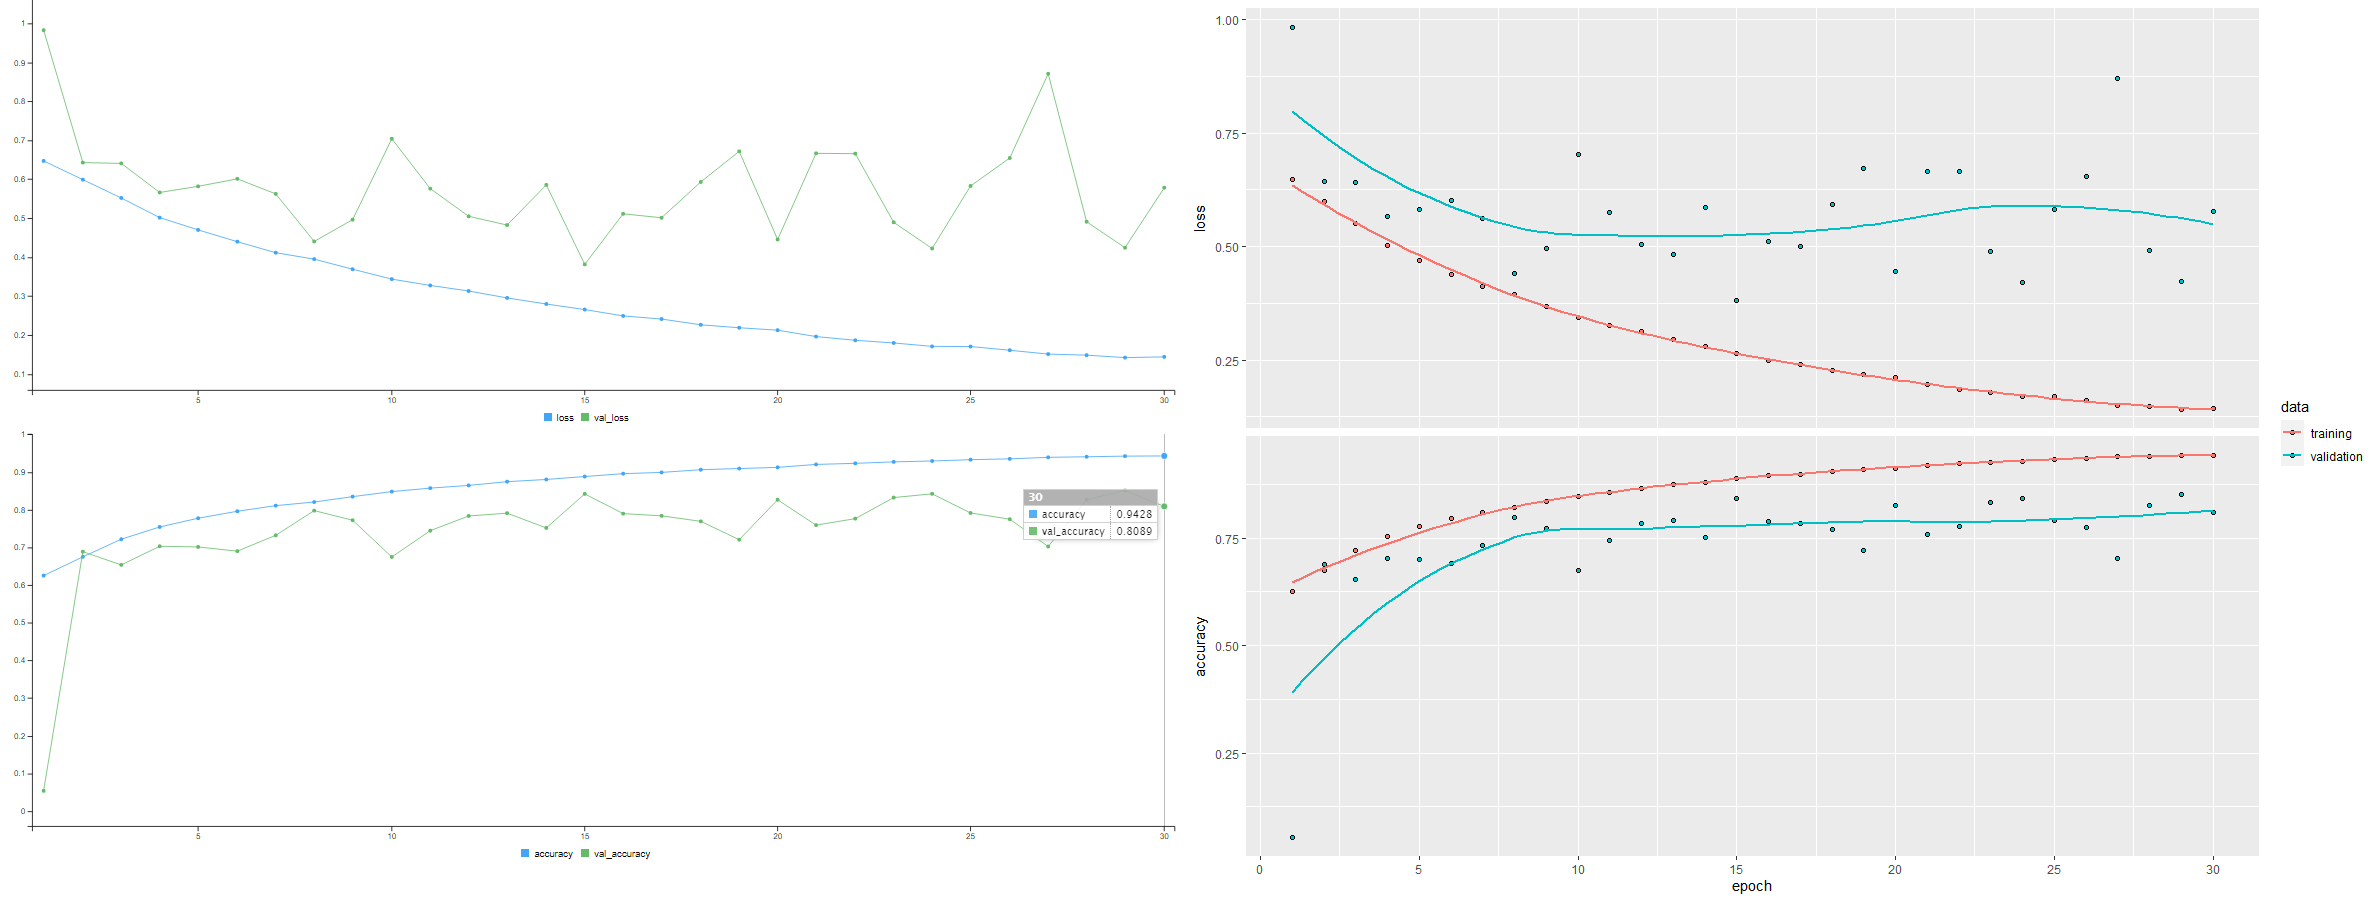 1
0.9
0.8
0.7
0.6
0.5
0.4
0.3
0.2
0.1
5 10 15 20 25 30
loss val_loss
1
0.9
0.8
0.7
0.6
0.5
0.4
0.3
0.2
0.1
0
30
accuracy 0.9428
val_accuracy 0.8089
5 10 15 20 25 30
accuracy val_accuracy
1.00
0.75
0.50
0.25
loss
0.75
0.50
0.25
accuracy
0 5 10 15 20 25 30
epoch
data
training
validation